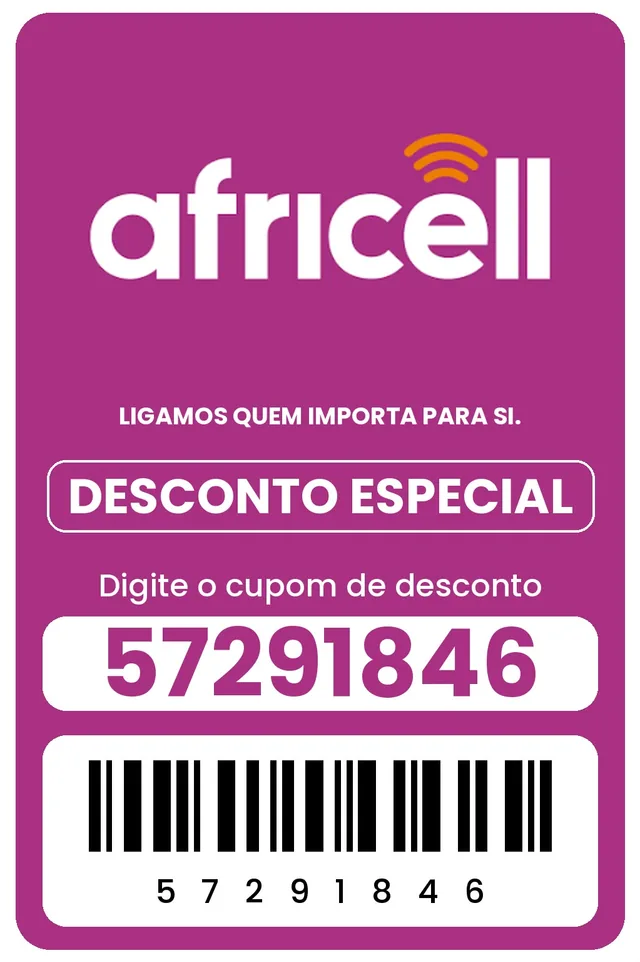 africell
LIGAMOS QUEM IMPORTA PARA SI.
DESCONTO ESPECIAL
Digite o cupom de desconto
57291846
5 7 2 9 1 8 4 6